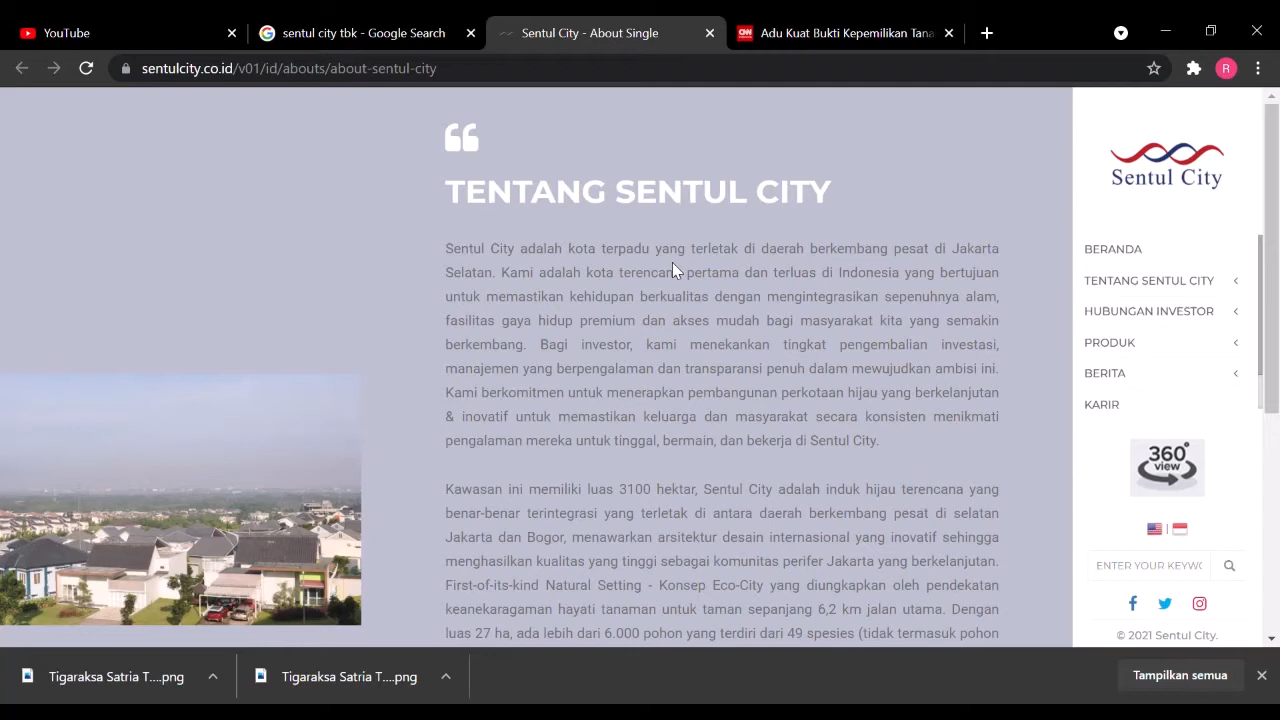 YouTube
sentul city tbk - Google Search
Sentul City - About Single
CNN
Adu Kuat Bukti Kepemilikan Tana
sentulcity.co.id/v01/id/abouts/about-sentul-city
R
TENTANG SENTUL CITY
Sentul City adalah kota terpadu yang terletak di daerah berkembang pesat di Jakarta
Selatan. Kami adalah kota terencana pertama dan terluas di Indonesia yang bertujuan
untuk memastikan kehidupan berkualitas dengan mengintegrasikan sepenuhnya alam,
fasilitas gaya hidup premium dan akses mudah bagi masyarakat kita yang semakin
berkembang. Bagi investor, kami menekankan tingkat pengembalian investasi,
manajemen yang berpengalaman dan transparansi penuh dalam mewujudkan ambisi ini.
Kami berkomitmen untuk menerapkan pembangunan perkotaan hijau yang berkelanjutan
& inovatif untuk memastikan keluarga dan masyarakat secara konsisten menikmati
pengalaman mereka untuk tinggal, bermain, dan bekerja di Sentul City.
Kawasan ini memiliki luas 3100 hektar, Sentul City adalah induk hijau terencana yang
benar-benar terintegrasi yang terletak di antara daerah berkembang pesat di selatan
Jakarta dan Bogor, menawarkan arsitektur desain internasional yang inovatif sehingga
menghasilkan kualitas yang tinggi sebagai komunitas perifer Jakarta yang berkelanjutan.
First-of-its-kind Natural Setting - Konsep Eco-City yang diungkapkan oleh pendekatan
keanekaragaman hayati tanaman untuk taman sepanjang 6,2 km jalan utama. Dengan
luas 27 ha, ada lebih dari 6.000 pohon yang terdiri dari 49 spesies (tidak termasuk pohon
Sentul City
BERANDA
TENTANG SENTUL CITY
HUBUNGAN INVESTOR
PRODUK
BERITA
KARIR
360°
view
ENTER YOUR KEYWO
© 2021 Sentul City.
Tigaraksa Satria T....png
Tigaraksa Satria T....png
Tampilkan semua